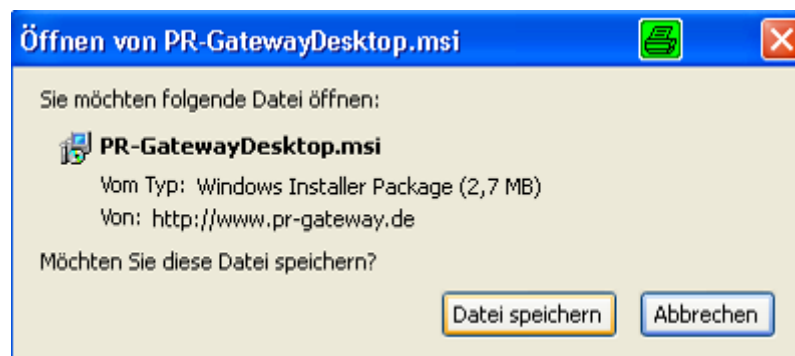 Öffnen von PR-GatewayDesktop.msi
Sie möchten folgende Datei öffnen:
PR-GatewayDesktop.msi
Vom Typ: Windows Installer Package (2,7 MB)
Von: http://www.pr-gateway.de
Möchten Sie diese Datei speichern?
Datei speichern Abbrechen